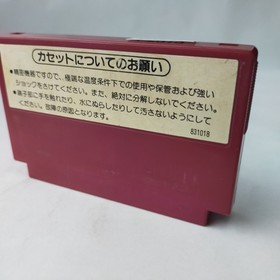 カセットについてのお願い
●精密機器ですので、極端な温度条件下での使用や保管および強い
ショックをさけてください。また、絶対に分解しないでください。
●端子部に手を触れたり、水にぬらしたりして汚さないようにして
ください。故障の原因となります。
831018